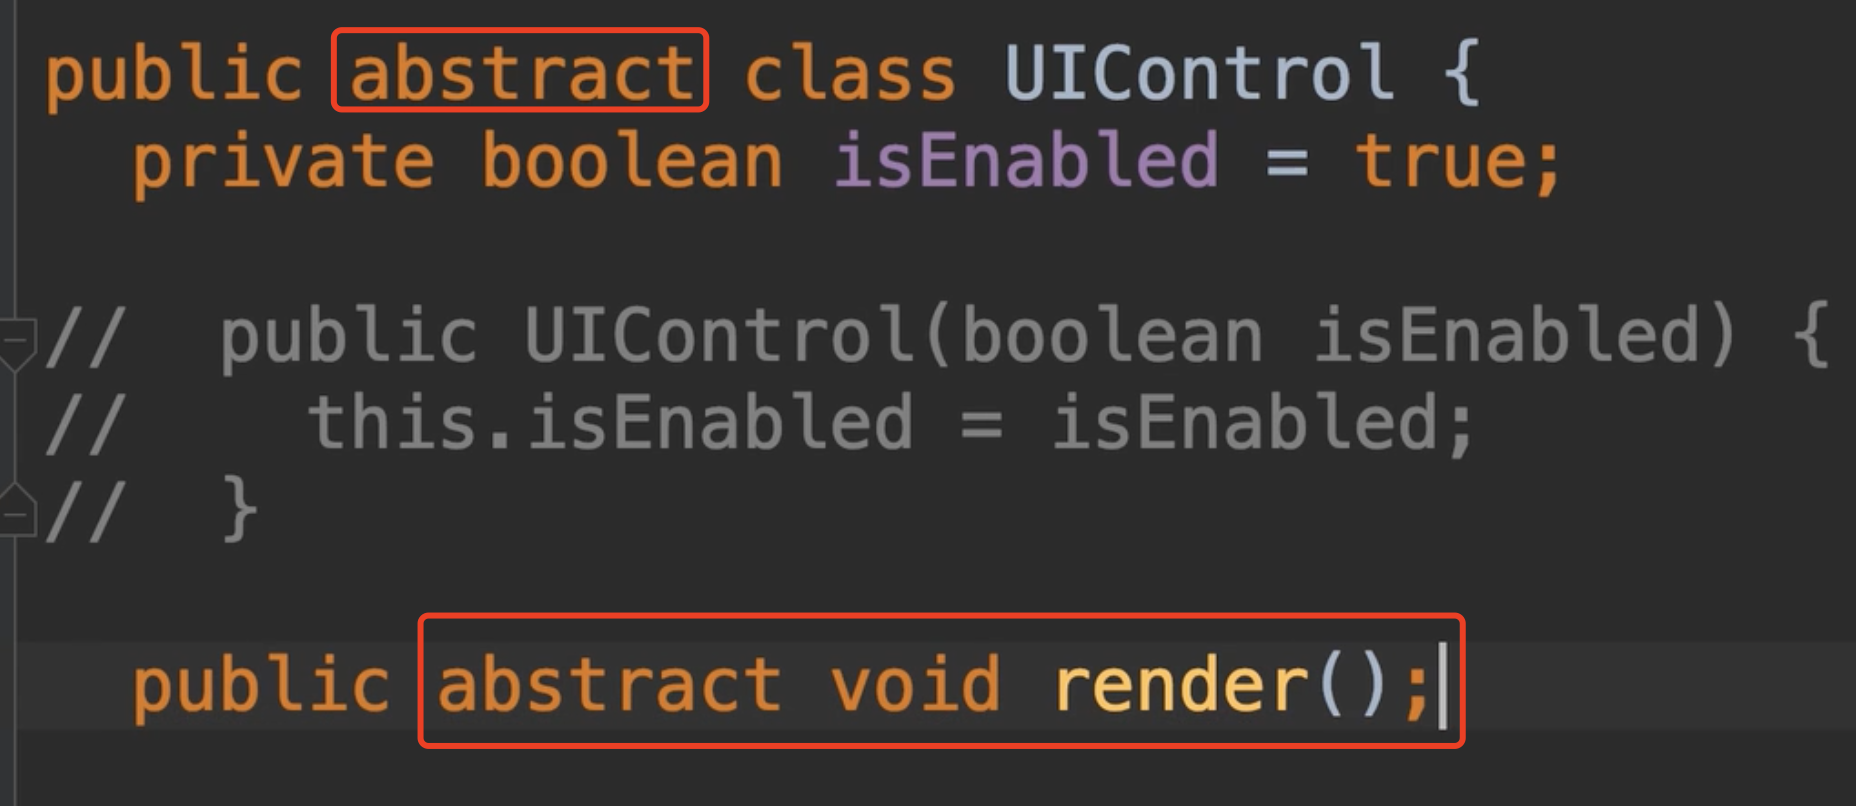 public abstract class UIControl {
  private boolean isEnabled = true;
//  public UIControl(boolean isEnabled) {
//    this.isEnabled = isEnabled;
//  }
  public abstract void render();